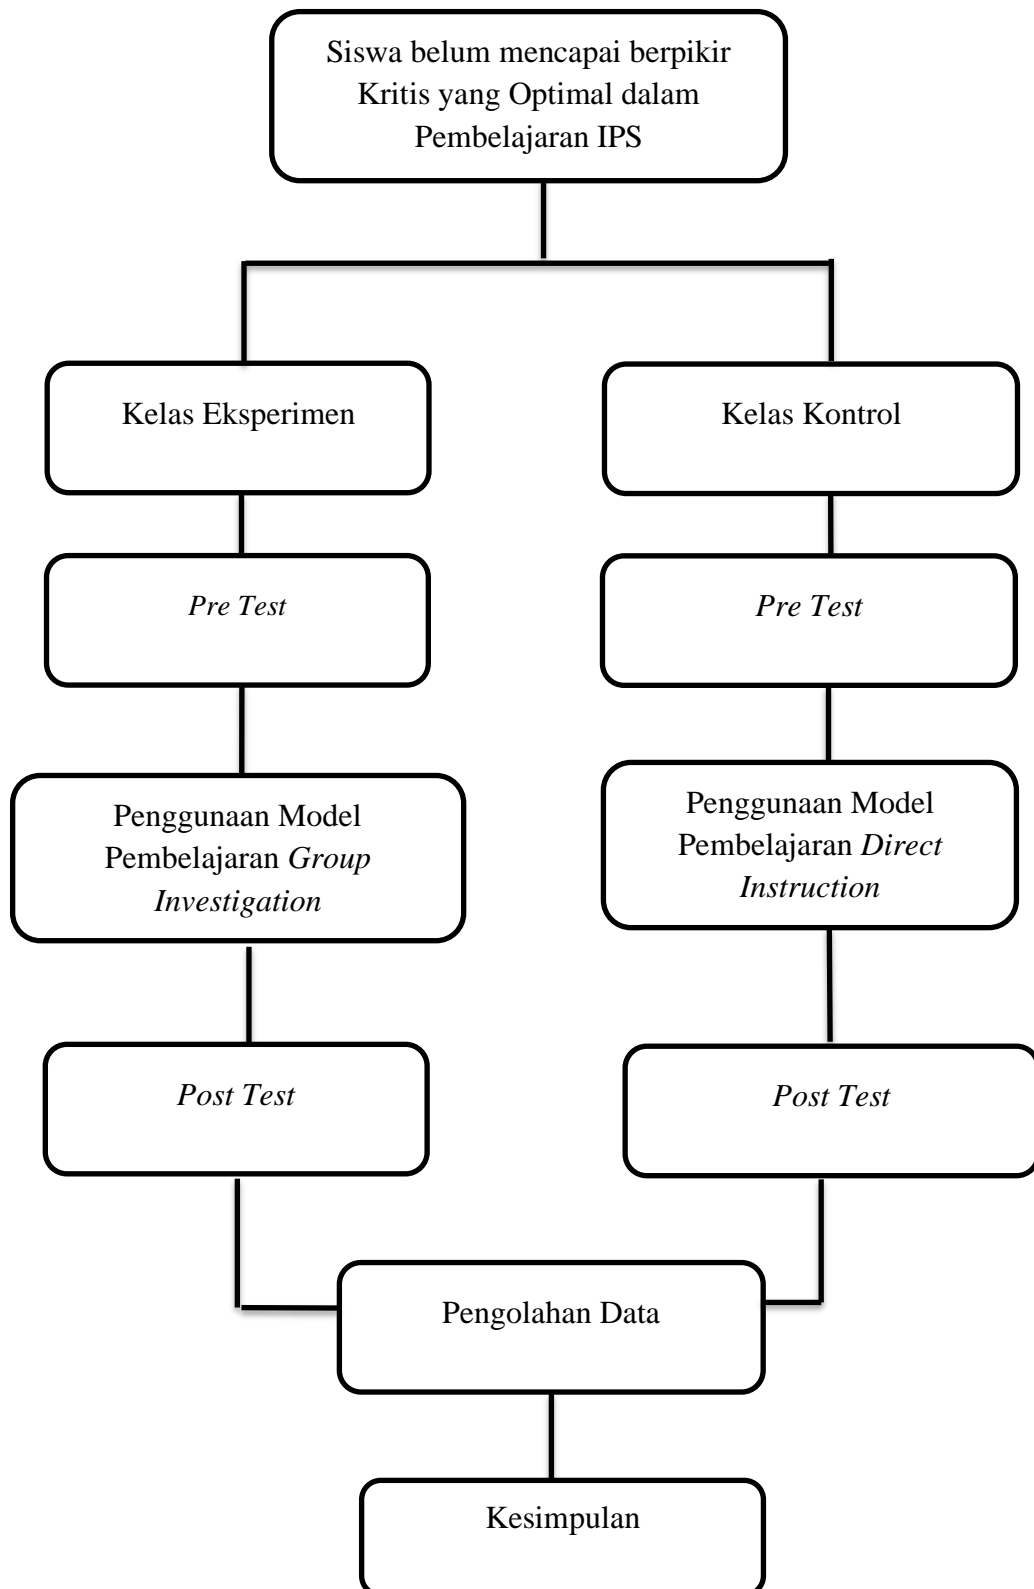 Siswa belum mencapai berpikir
Kritis yang Optimal dalam
Pembelajaran IPS
Kelas Eksperimen
Kelas Kontrol
Pre Test
Pre Test
Penggunaan Model
Pembelajaran Group
Investigation
Penggunaan Model
Pembelajaran Direct
Instruction
Post Test
Post Test
Pengolahan Data
Kesimpulan